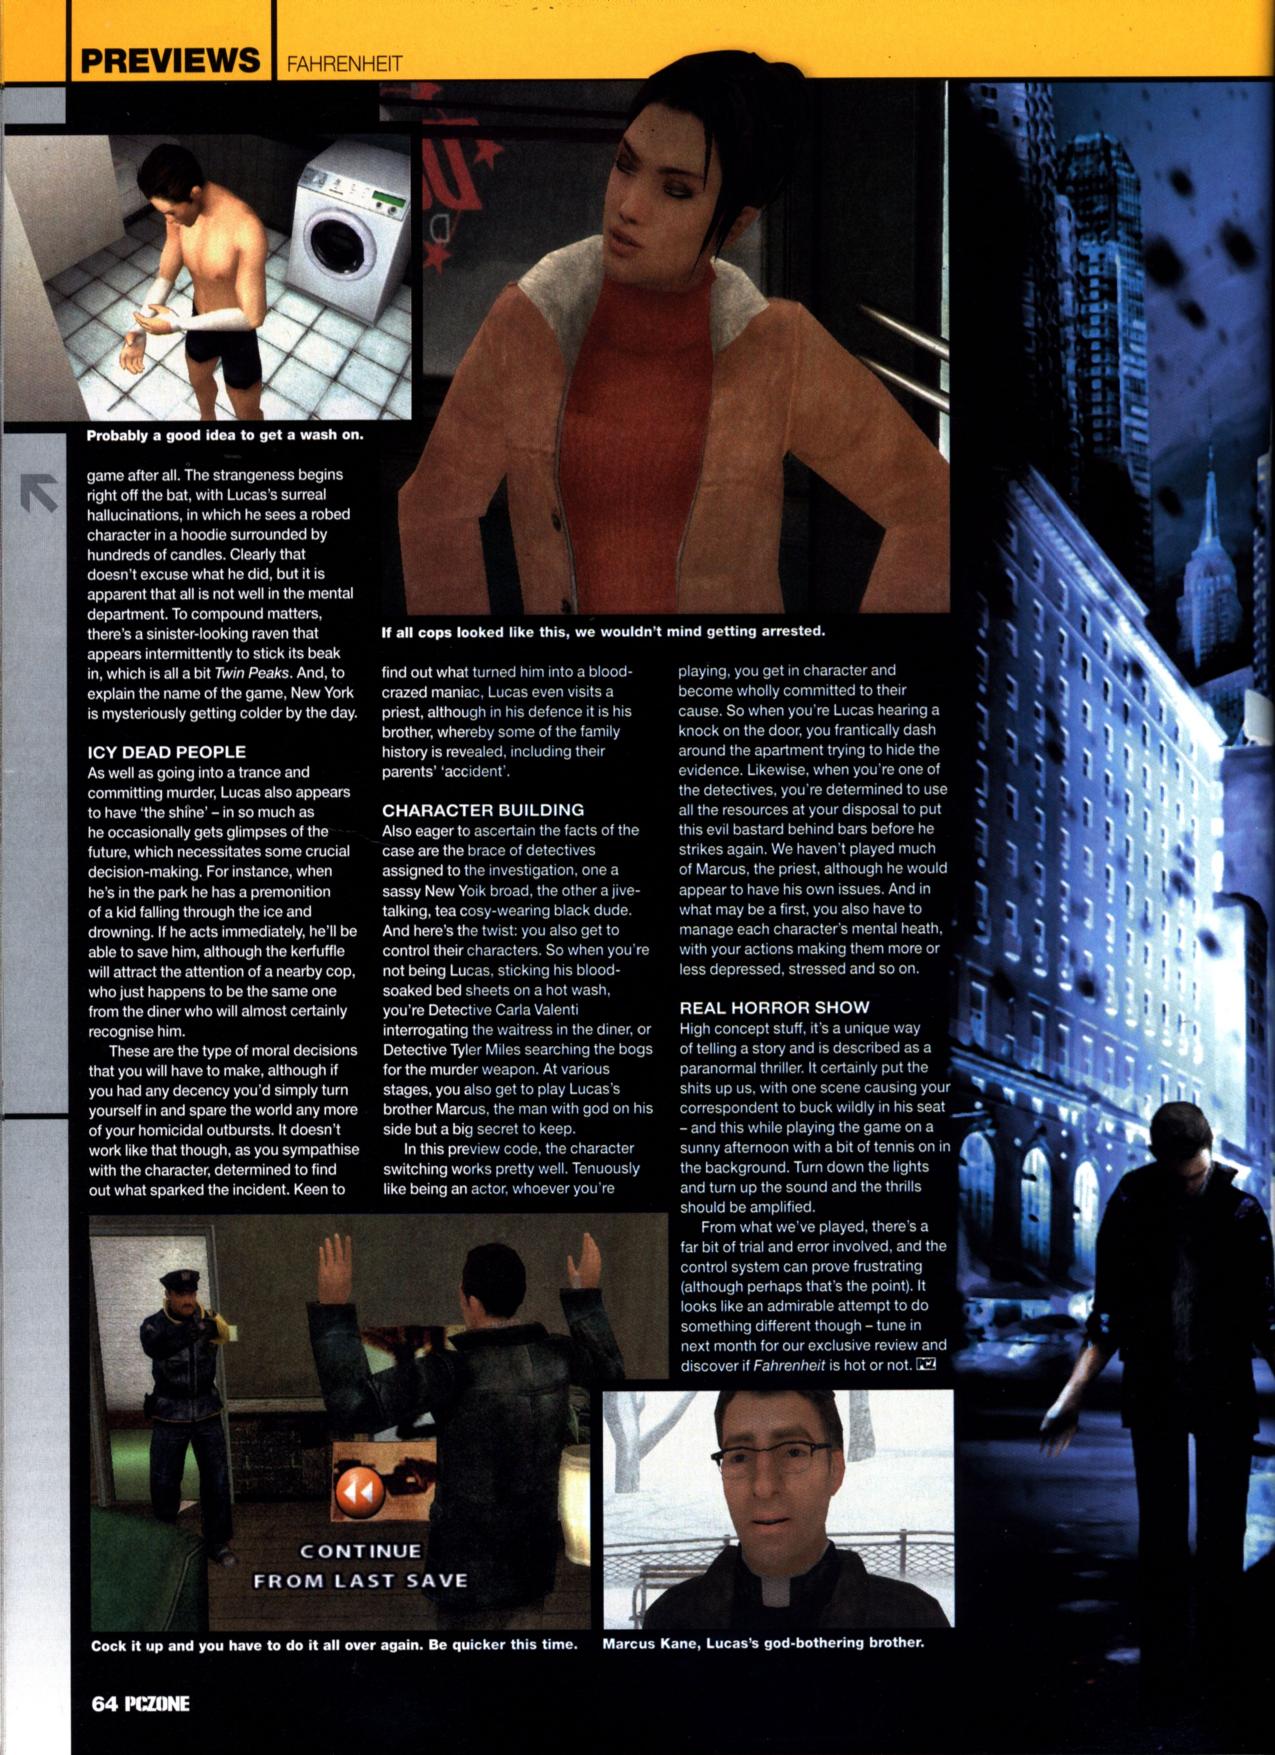 PREVIEWS
FAHRENHEIT
Probably a good idea to get a wash on.
game after all. The strangeness begins
right off the bat, with Lucas's surreal
hallucinations, in which he sees a robed
character in a hoodie surrounded by
hundreds of candles. Clearly that
doesn't excuse what he did, but it is
apparent that all is not well in the mental
department. To compound matters,
there's a sinister-looking raven that
appears intermittently to stick its beak
in, which is all a bit Twin Peaks. And, to
explain the name of the game, New York
is mysteriously getting colder by the day.
ICY DEAD PEOPLE
As well as going into a trance and
committing murder, Lucas also appears
to have 'the shine' – in so much as
he occasionally gets glimpses of the
future, which necessitates some crucial
decision-making. For instance, when
he's in the park he has a premonition
of a kid falling through the ice and
drowning. If he acts immediately, he'll be
able to save him, although the kerfuffle
will attract the attention of a nearby cop,
who just happens to be the same one
from the diner who will almost certainly
recognise him.
These are the type of moral decisions
that you will have to make, although if
you had any decency you'd simply turn
yourself in and spare the world any more
of your homicidal outbursts. It doesn't
work like that though, as you sympathise
with the character, determined to find
out what sparked the incident. Keen to
If all cops looked like this, we wouldn't mind getting arrested.
find out what turned him into a blood-
crazed maniac, Lucas even visits a
priest, although in his defence it is his
brother, whereby some of the family
history is revealed, including their
parents' 'accident'.
CHARACTER BUILDING
Also eager to ascertain the facts of the
case are the brace of detectives
assigned to the investigation, one a
sassy New Yoik broad, the other a jive-
talking, tea cosy-wearing black dude.
And here's the twist: you also get to
control their characters. So when you're
not being Lucas, sticking his blood-
soaked bed sheets on a hot wash,
you're Detective Carla Valenti
interrogating the waitress in the diner, or
Detective Tyler Miles searching the bogs
for the murder weapon. At various
stages, you also get to play Lucas's
brother Marcus, the man with god on his
side but a big secret to keep.
In this preview code, the character
switching works pretty well. Tenuously
like being an actor, whoever you're
playing, you get in character and
become wholly committed to their
cause. So when you're Lucas hearing a
knock on the door, you frantically dash
around the apartment trying to hide the
evidence. Likewise, when you're one of
the detectives, you're determined to use
all the resources at your disposal to put
this evil bastard behind bars before he
strikes again. We haven't played much
of Marcus, the priest, although he would
appear to have his own issues. And in
what may be a first, you also have to
manage each character's mental heath,
with your actions making them more or
less depressed, stressed and so on.
REAL HORROR SHOW
High concept stuff, it's a unique way
of telling a story and is described as a
paranormal thriller. It certainly put the
shits up us, with one scene causing your
correspondent to buck wildly in his seat
– and this while playing the game on a
sunny afternoon with a bit of tennis on in
the background. Turn down the lights
and turn up the sound and the thrills
should be amplified.
From what we've played, there's a
far bit of trial and error involved, and the
control system can prove frustrating
(although perhaps that's the point). It
looks like an admirable attempt to do
something different though – tune in
next month for our exclusive review and
discover if Fahrenheit is hot or not. PCZ
CONTINUE
FROM LAST SAVE
Cock it up and you have to do it all over again. Be quicker this time.
Marcus Kane, Lucas's god-bothering brother.
64 PCZONE